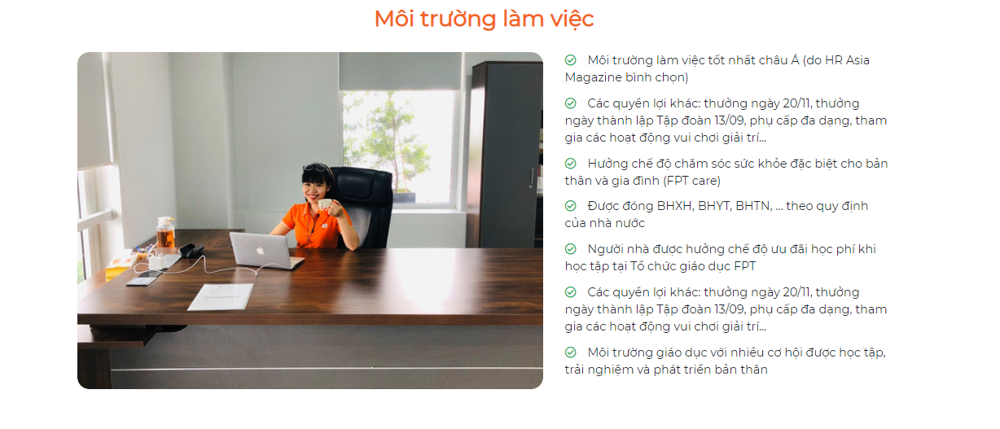 Môi trường làm việc
Môi trường làm việc tốt nhất châu Á (do HR Asia
Magazine bình chọn)
Các quyền lợi khác: thưởng ngày 20/11, thưởng
ngày thành lập Tập đoàn 13/09, phụ cấp đa dạng, tham
gia các hoạt động vui chơi giải trí...
Hưởng chế độ chăm sóc sức khỏe đặc biệt cho bản
thân và gia đình (FPT care)
Được đóng BHXH, BHYT, BHTN, ... theo quy định
của nhà nước
Người nhà được hưởng chế độ ưu đãi học phí khi
học tập tại Tổ chức giáo dục FPT
Các quyền lợi khác: thưởng ngày 20/11, thưởng
ngày thành lập Tập đoàn 13/09, phụ cấp đa dạng, tham
gia các hoạt động vui chơi giải trí...
Môi trường giáo dục với nhiều cơ hội được học tập,
trải nghiệm và phát triển bản thân